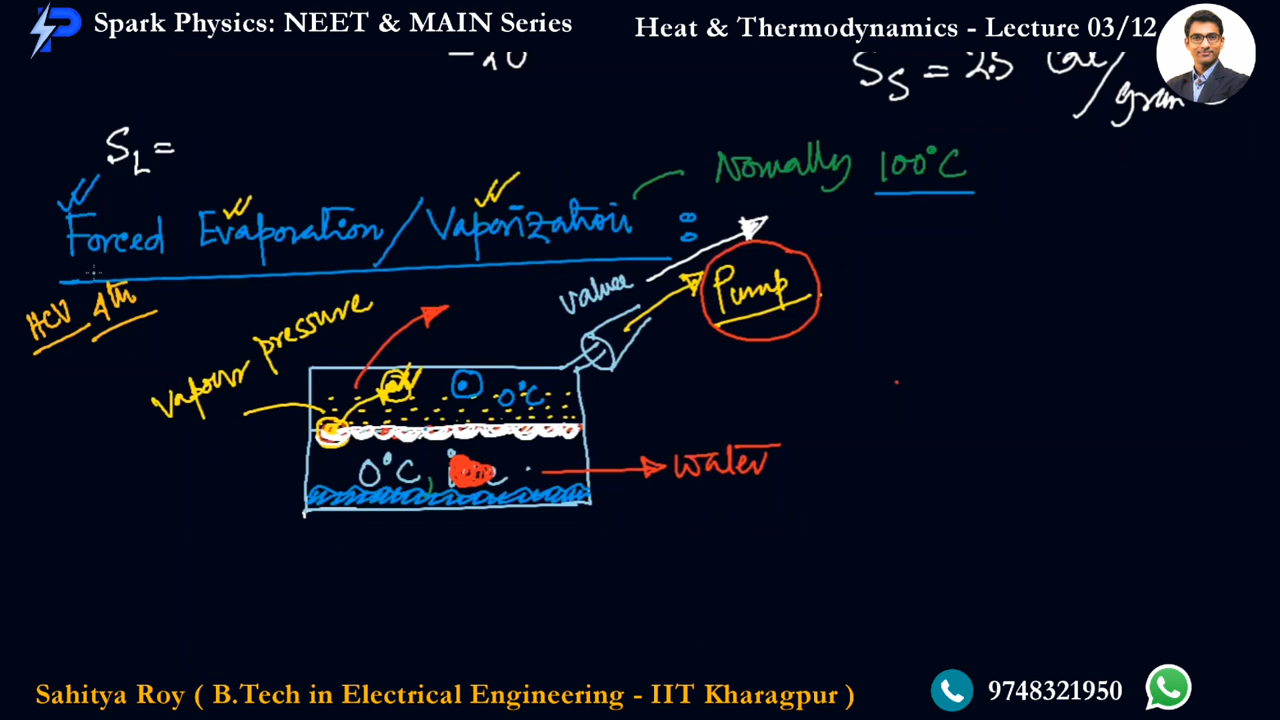 Spark Physics: NEET & MAIN Series
Heat & Thermodynamics - Lecture 03/12
S_S = 2.5 Cal/gram
S_L =
Normally 100°C
Forced Evaporation/Vaporization :
HCV 4th
vapour pressure
Pump
0°C
0°C,
water
Sahitya Roy ( B.Tech in Electrical Engineering - IIT Kharagpur )
9748321950